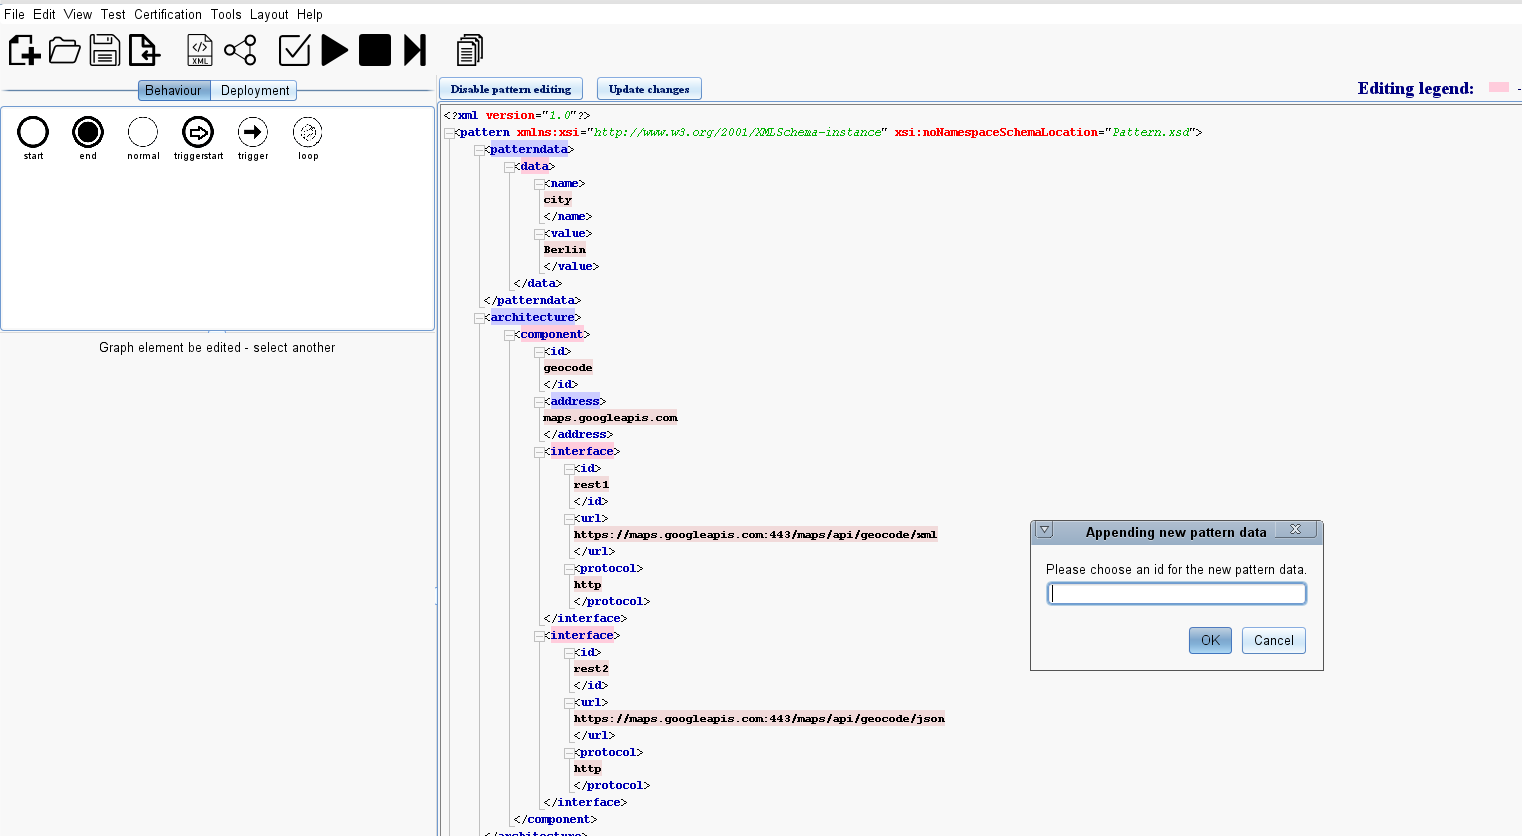 File Edit View Test Certification Tools Layout Help
XML
Behaviour Deployment
start end normal triggerstart trigger loop
Graph element be edited - select another
Disable pattern editing Update changes Editing legend: -
<?xml version="1.0"?>
<pattern xmlns:xsi="http://www.w3.org/2001/XMLSchema-instance" xsi:noNamespaceSchemaLocation="Pattern.xsd">
<patterndata>
<data>
<name>
city
</name>
<value>
Berlin
</value>
</data>
</patterndata>
<architecture>
<component>
<id>
geocode
</id>
<address>
maps.googleapis.com
</address>
<interface>
<id>
rest1
</id>
<url>
https://maps.googleapis.com:443/maps/api/geocode/xml
</url>
<protocol>
http
</protocol>
</interface>
<interface>
<id>
rest2
</id>
<url>
https://maps.googleapis.com:443/maps/api/geocode/json
</url>
<protocol>
http
</protocol>
</interface>
</component>
</architecture>
Appending new pattern data
Please choose an id for the new pattern data.
OK Cancel